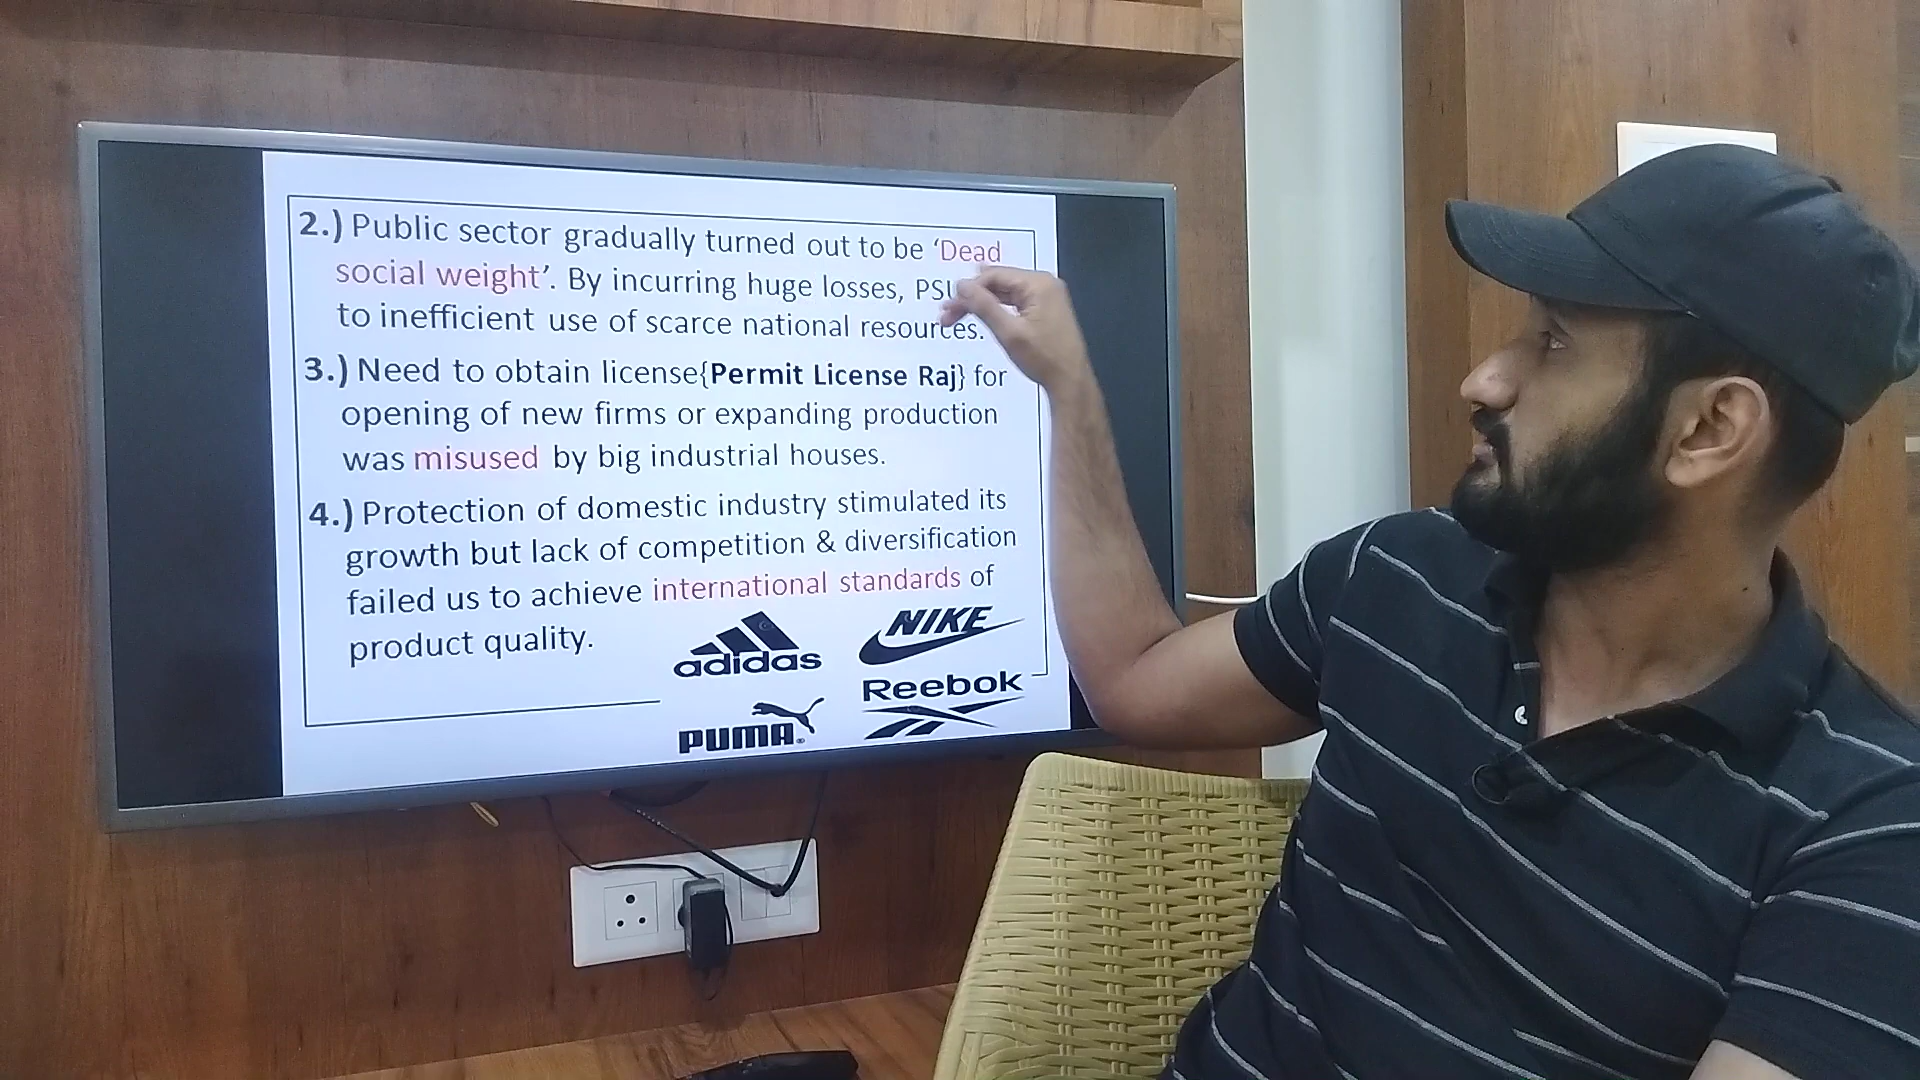 2.) Public sector gradually turned out to be ‘Dead
social weight’. By incurring huge losses,
to inefficient use of scarce national resources.
3.) Need to obtain license{Permit License Raj} for
opening of new firms or expanding production
was misused by big industrial houses.
4.) Protection of domestic industry stimulated its
growth but lack of competition & diversification
failed us to achieve international standards of
product quality.
adidas
NIKE
PUMA
Reebok